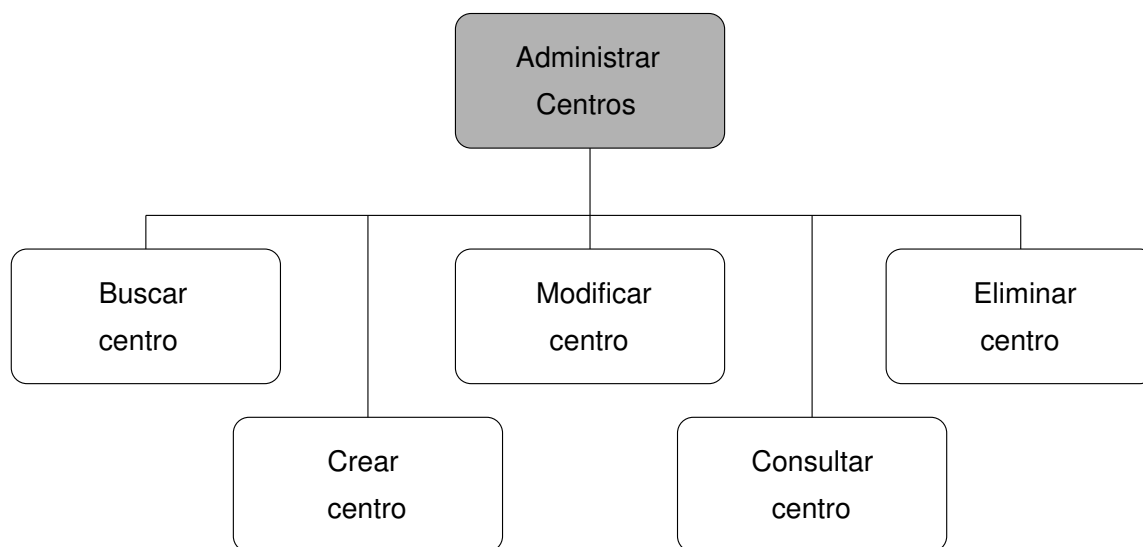 Administrar
Centros
Buscar
centro
Modificar
centro
Eliminar
centro
Crear
centro
Consultar
centro